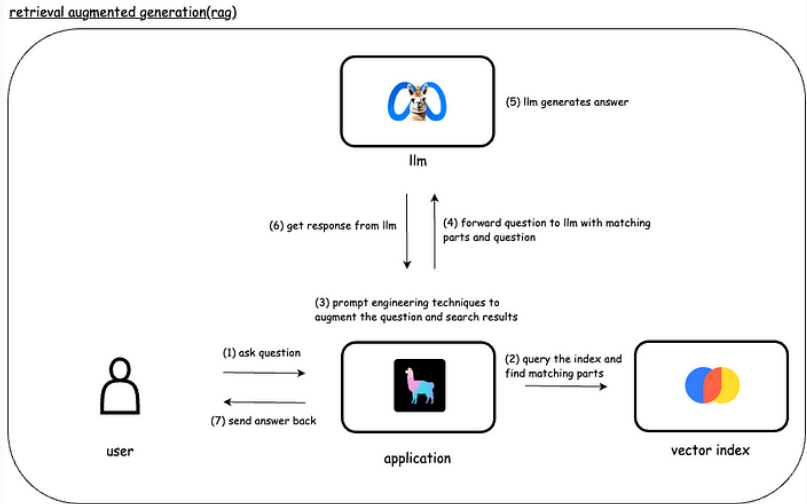 retrieval augmented generation(rag)
(5) llm generates answer
llm
(6) get response from llm
(4) forward question to llm with matching
parts and question
(3) prompt engineering techniques to
augment the question and search results
(1) ask question
(2) query the index and
find matching parts
(7) send answer back
user
application
vector index